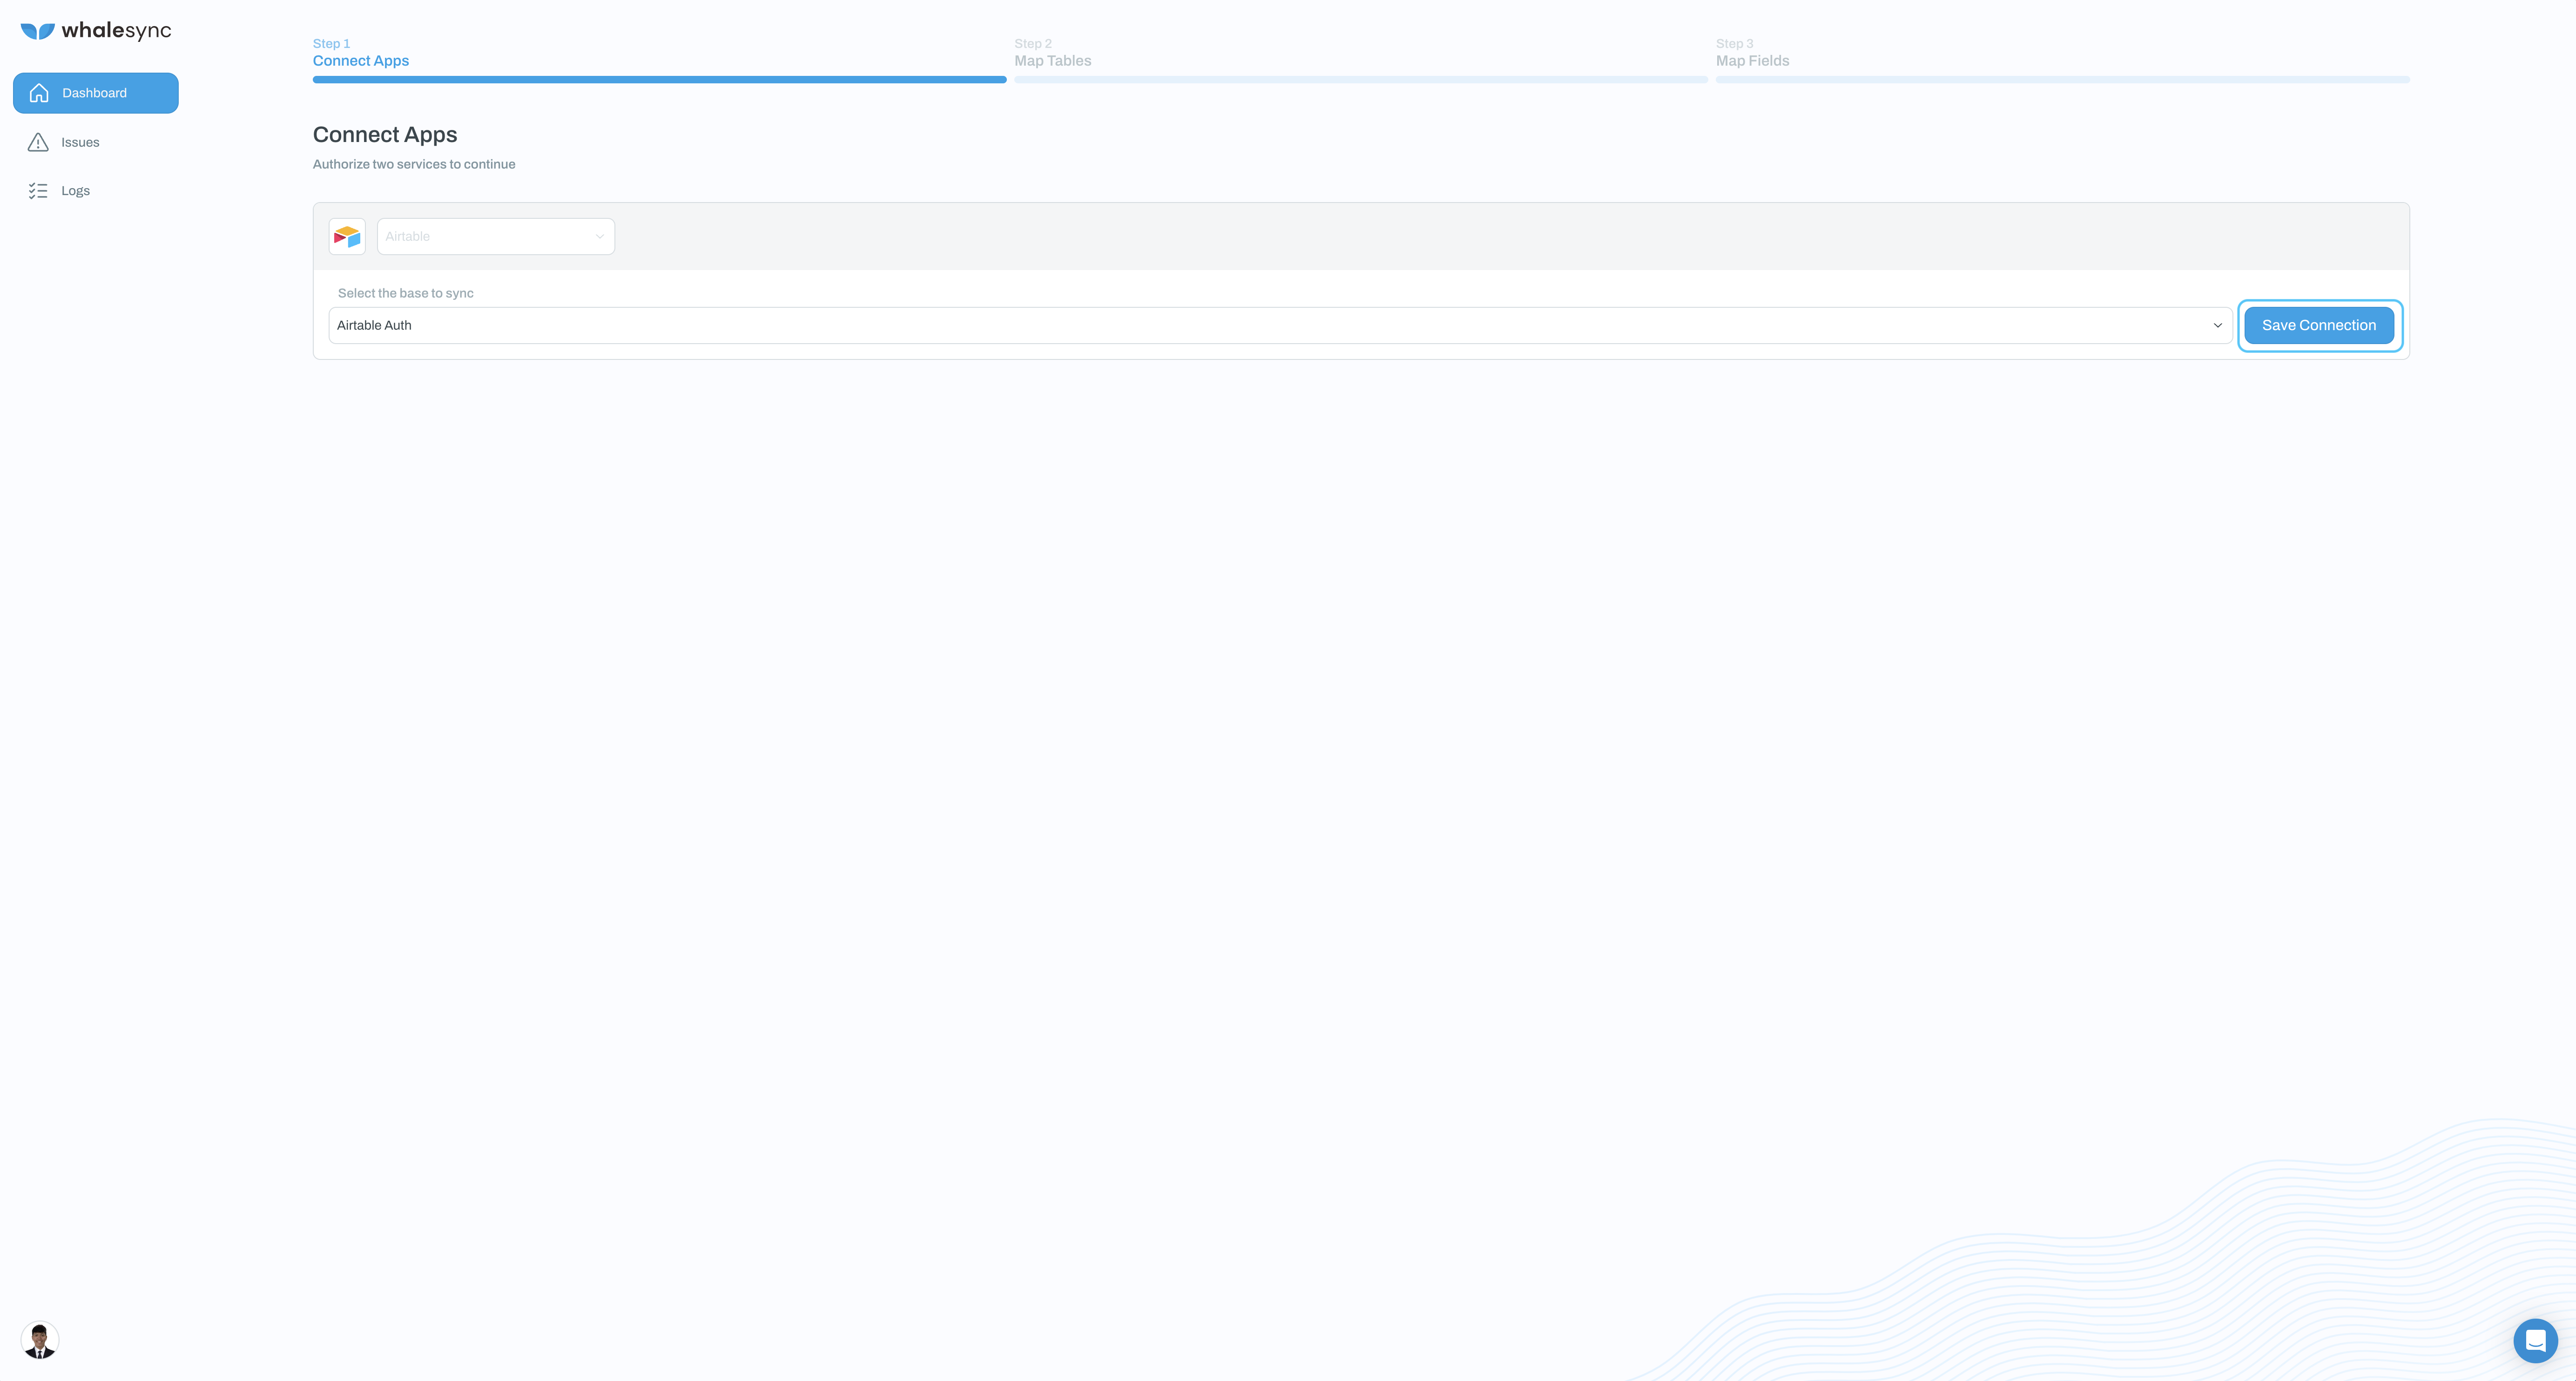 whalesync
Dashboard
Issues
Logs
Step 1
Connect Apps
Step 2
Map Tables
Step 3
Map Fields
Connect Apps
Authorize two services to continue
Airtable
Select the base to sync
Airtable Auth
Save Connection